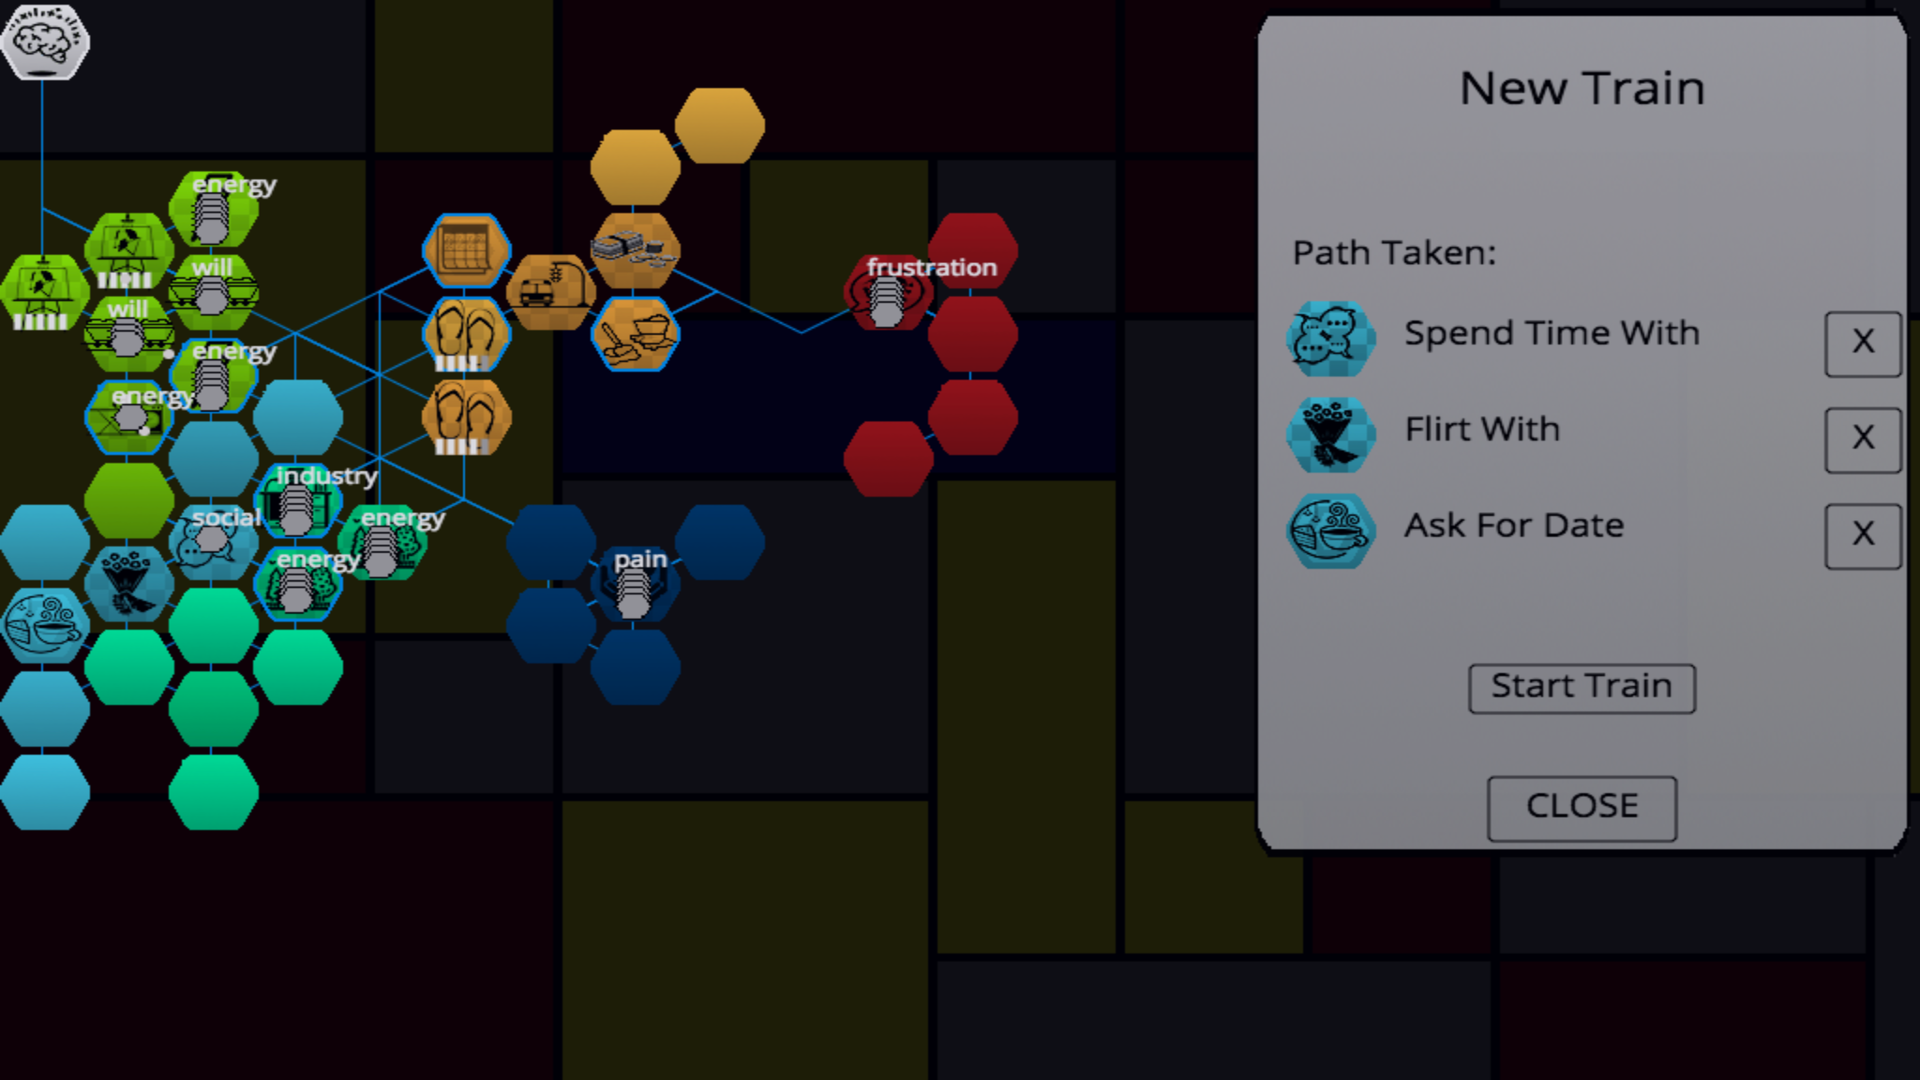 New Train
Path Taken:
Spend Time With
X
Flirt With
X
Ask For Date
X
Start Train
CLOSE
energy
will
will
energy
energy
industry
social
energy
energy
frustration
pain